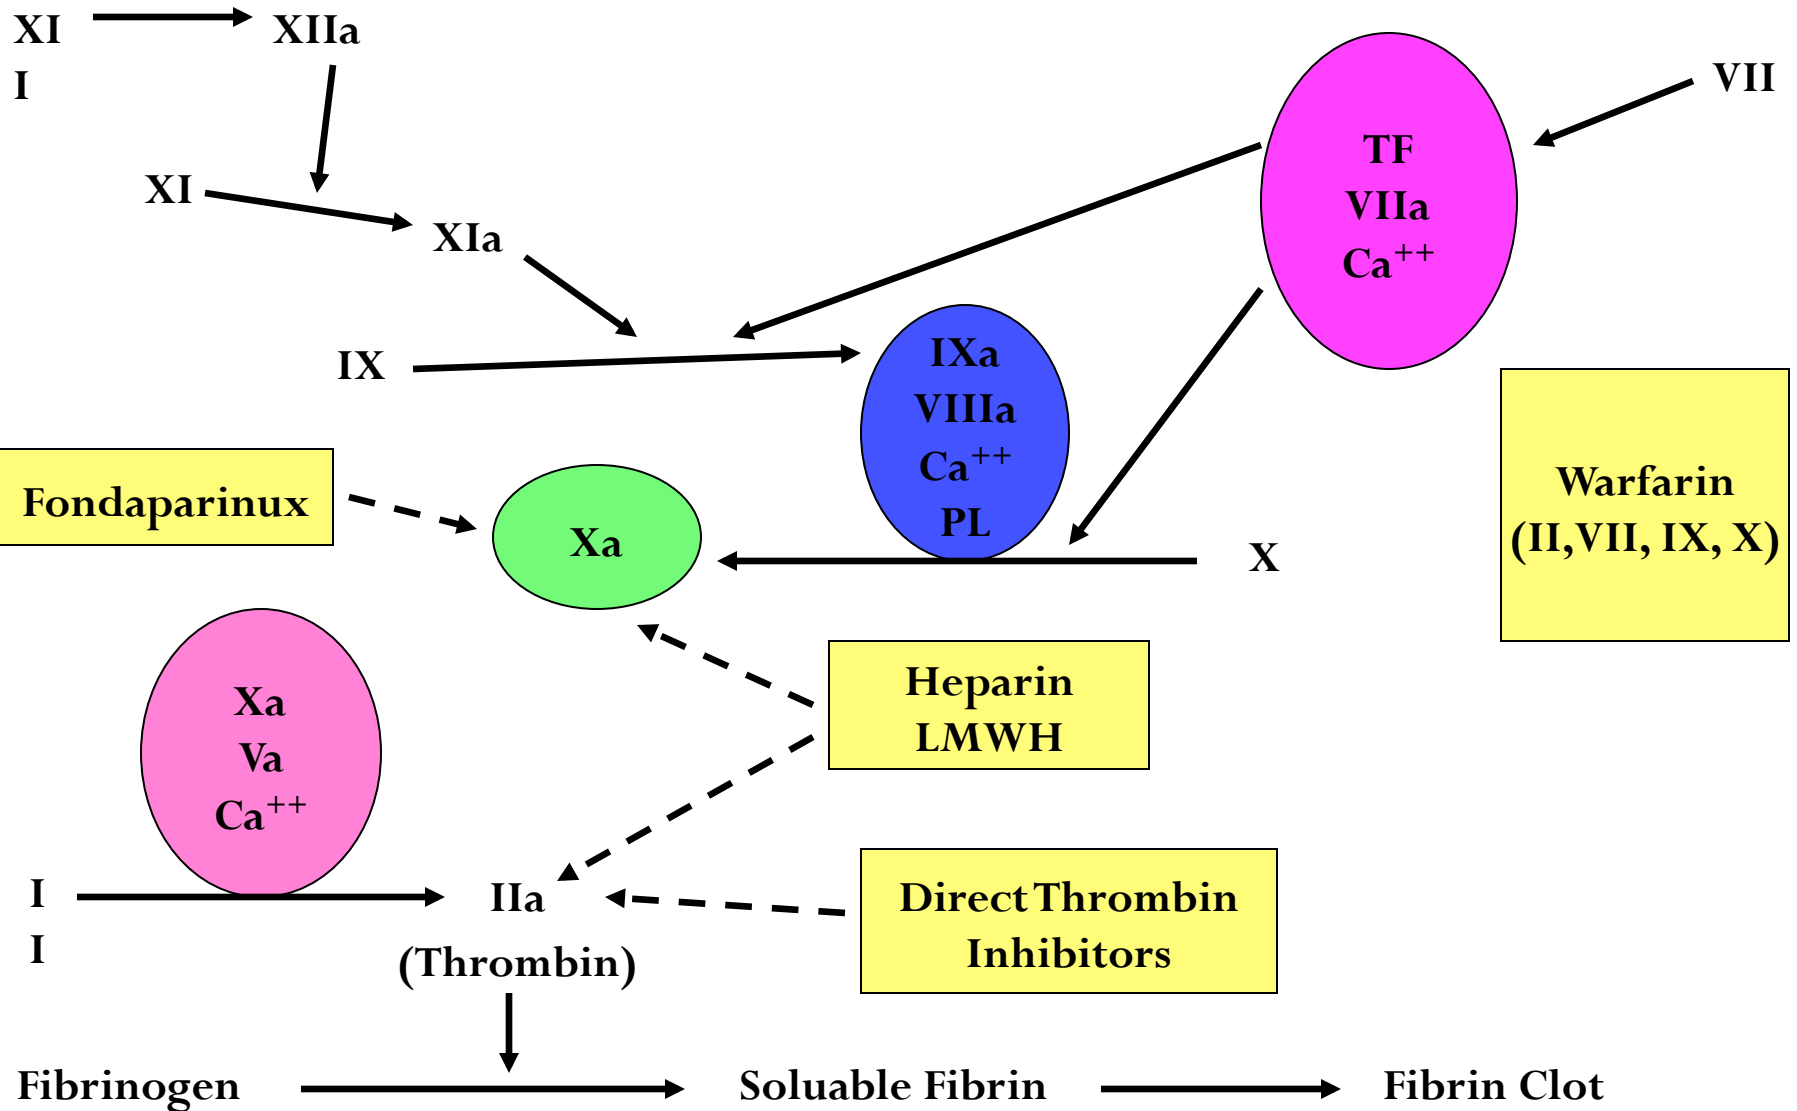 XI
I
XIIa
VII
TF
VIIa
Ca⁺⁺
XI
XIa
IX
IXa
VIIIa
Ca⁺⁺
PL
Warfarin
(II,VII, IX, X)
Fondaparinux
Xa
X
Xa
Va
Ca⁺⁺
Heparin
LMWH
I
I
IIa
(Thrombin)
Direct Thrombin
Inhibitors
Fibrinogen
Soluable Fibrin
Fibrin Clot